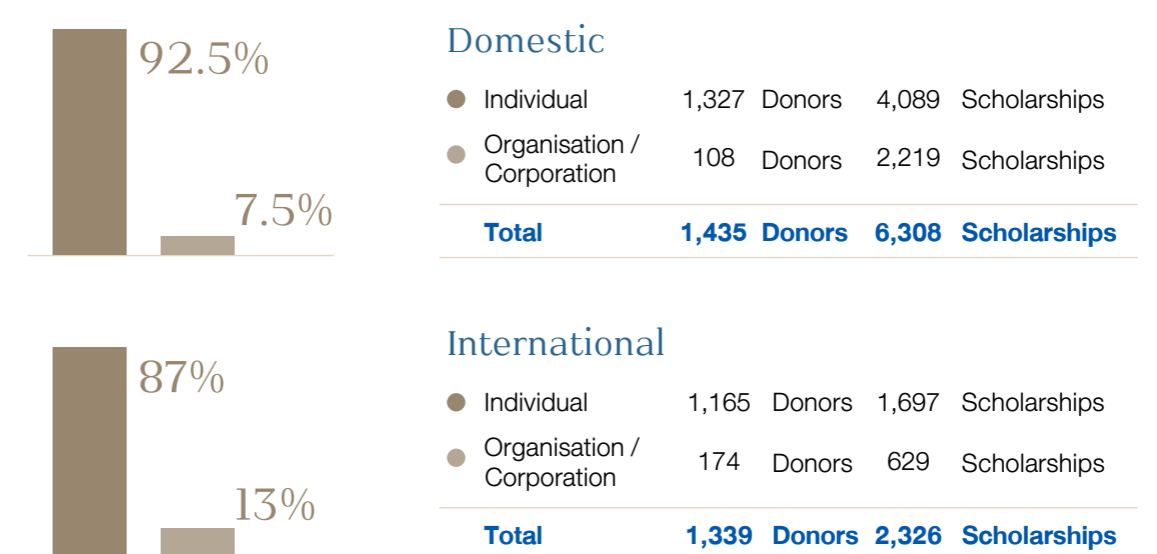 92.5%
7.5%
Domestic
Individual 1,327 Donors 4,089 Scholarships
Organisation /
Corporation 108 Donors 2,219 Scholarships
Total 1,435 Donors 6,308 Scholarships
87%
13%
International
Individual 1,165 Donors 1,697 Scholarships
Organisation /
Corporation 174 Donors 629 Scholarships
Total 1,339 Donors 2,326 Scholarships